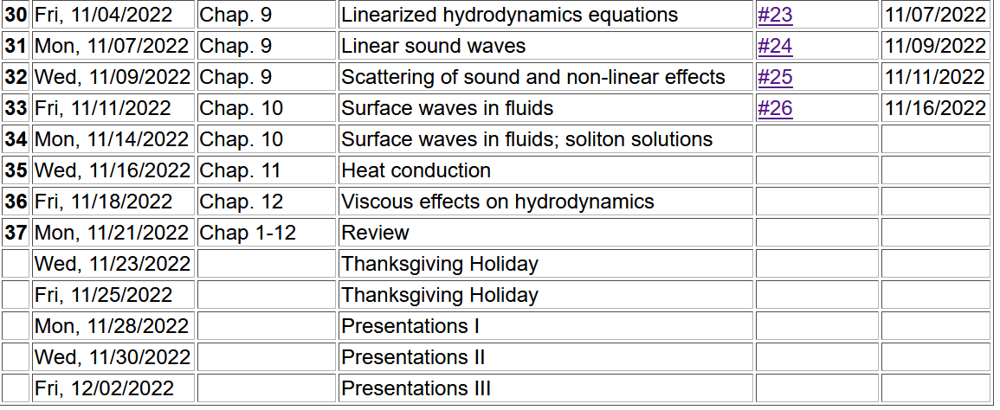 30 Fri, 11/04/2022 Chap. 9 Linearized hydrodynamics equations #23 11/07/2022
31 Mon, 11/07/2022 Chap. 9 Linear sound waves #24 11/09/2022
32 Wed, 11/09/2022 Chap. 9 Scattering of sound and non-linear effects #25 11/11/2022
33 Fri, 11/11/2022 Chap. 10 Surface waves in fluids #26 11/16/2022
34 Mon, 11/14/2022 Chap. 10 Surface waves in fluids; soliton solutions
35 Wed, 11/16/2022 Chap. 11 Heat conduction
36 Fri, 11/18/2022 Chap. 12 Viscous effects on hydrodynamics
37 Mon, 11/21/2022 Chap 1-12 Review
Wed, 11/23/2022 Thanksgiving Holiday
Fri, 11/25/2022 Thanksgiving Holiday
Mon, 11/28/2022 Presentations I
Wed, 11/30/2022 Presentations II
Fri, 12/02/2022 Presentations III